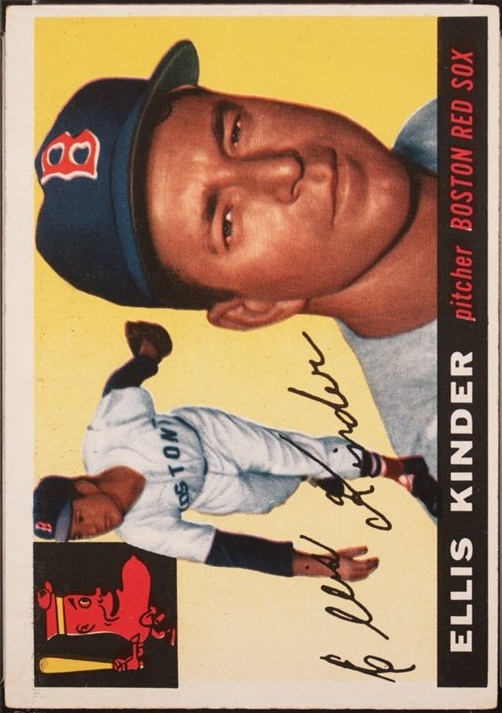 B
BOSTON
B
Ellis Kinder
ELLIS KINDER pitcher BOSTON RED SOX